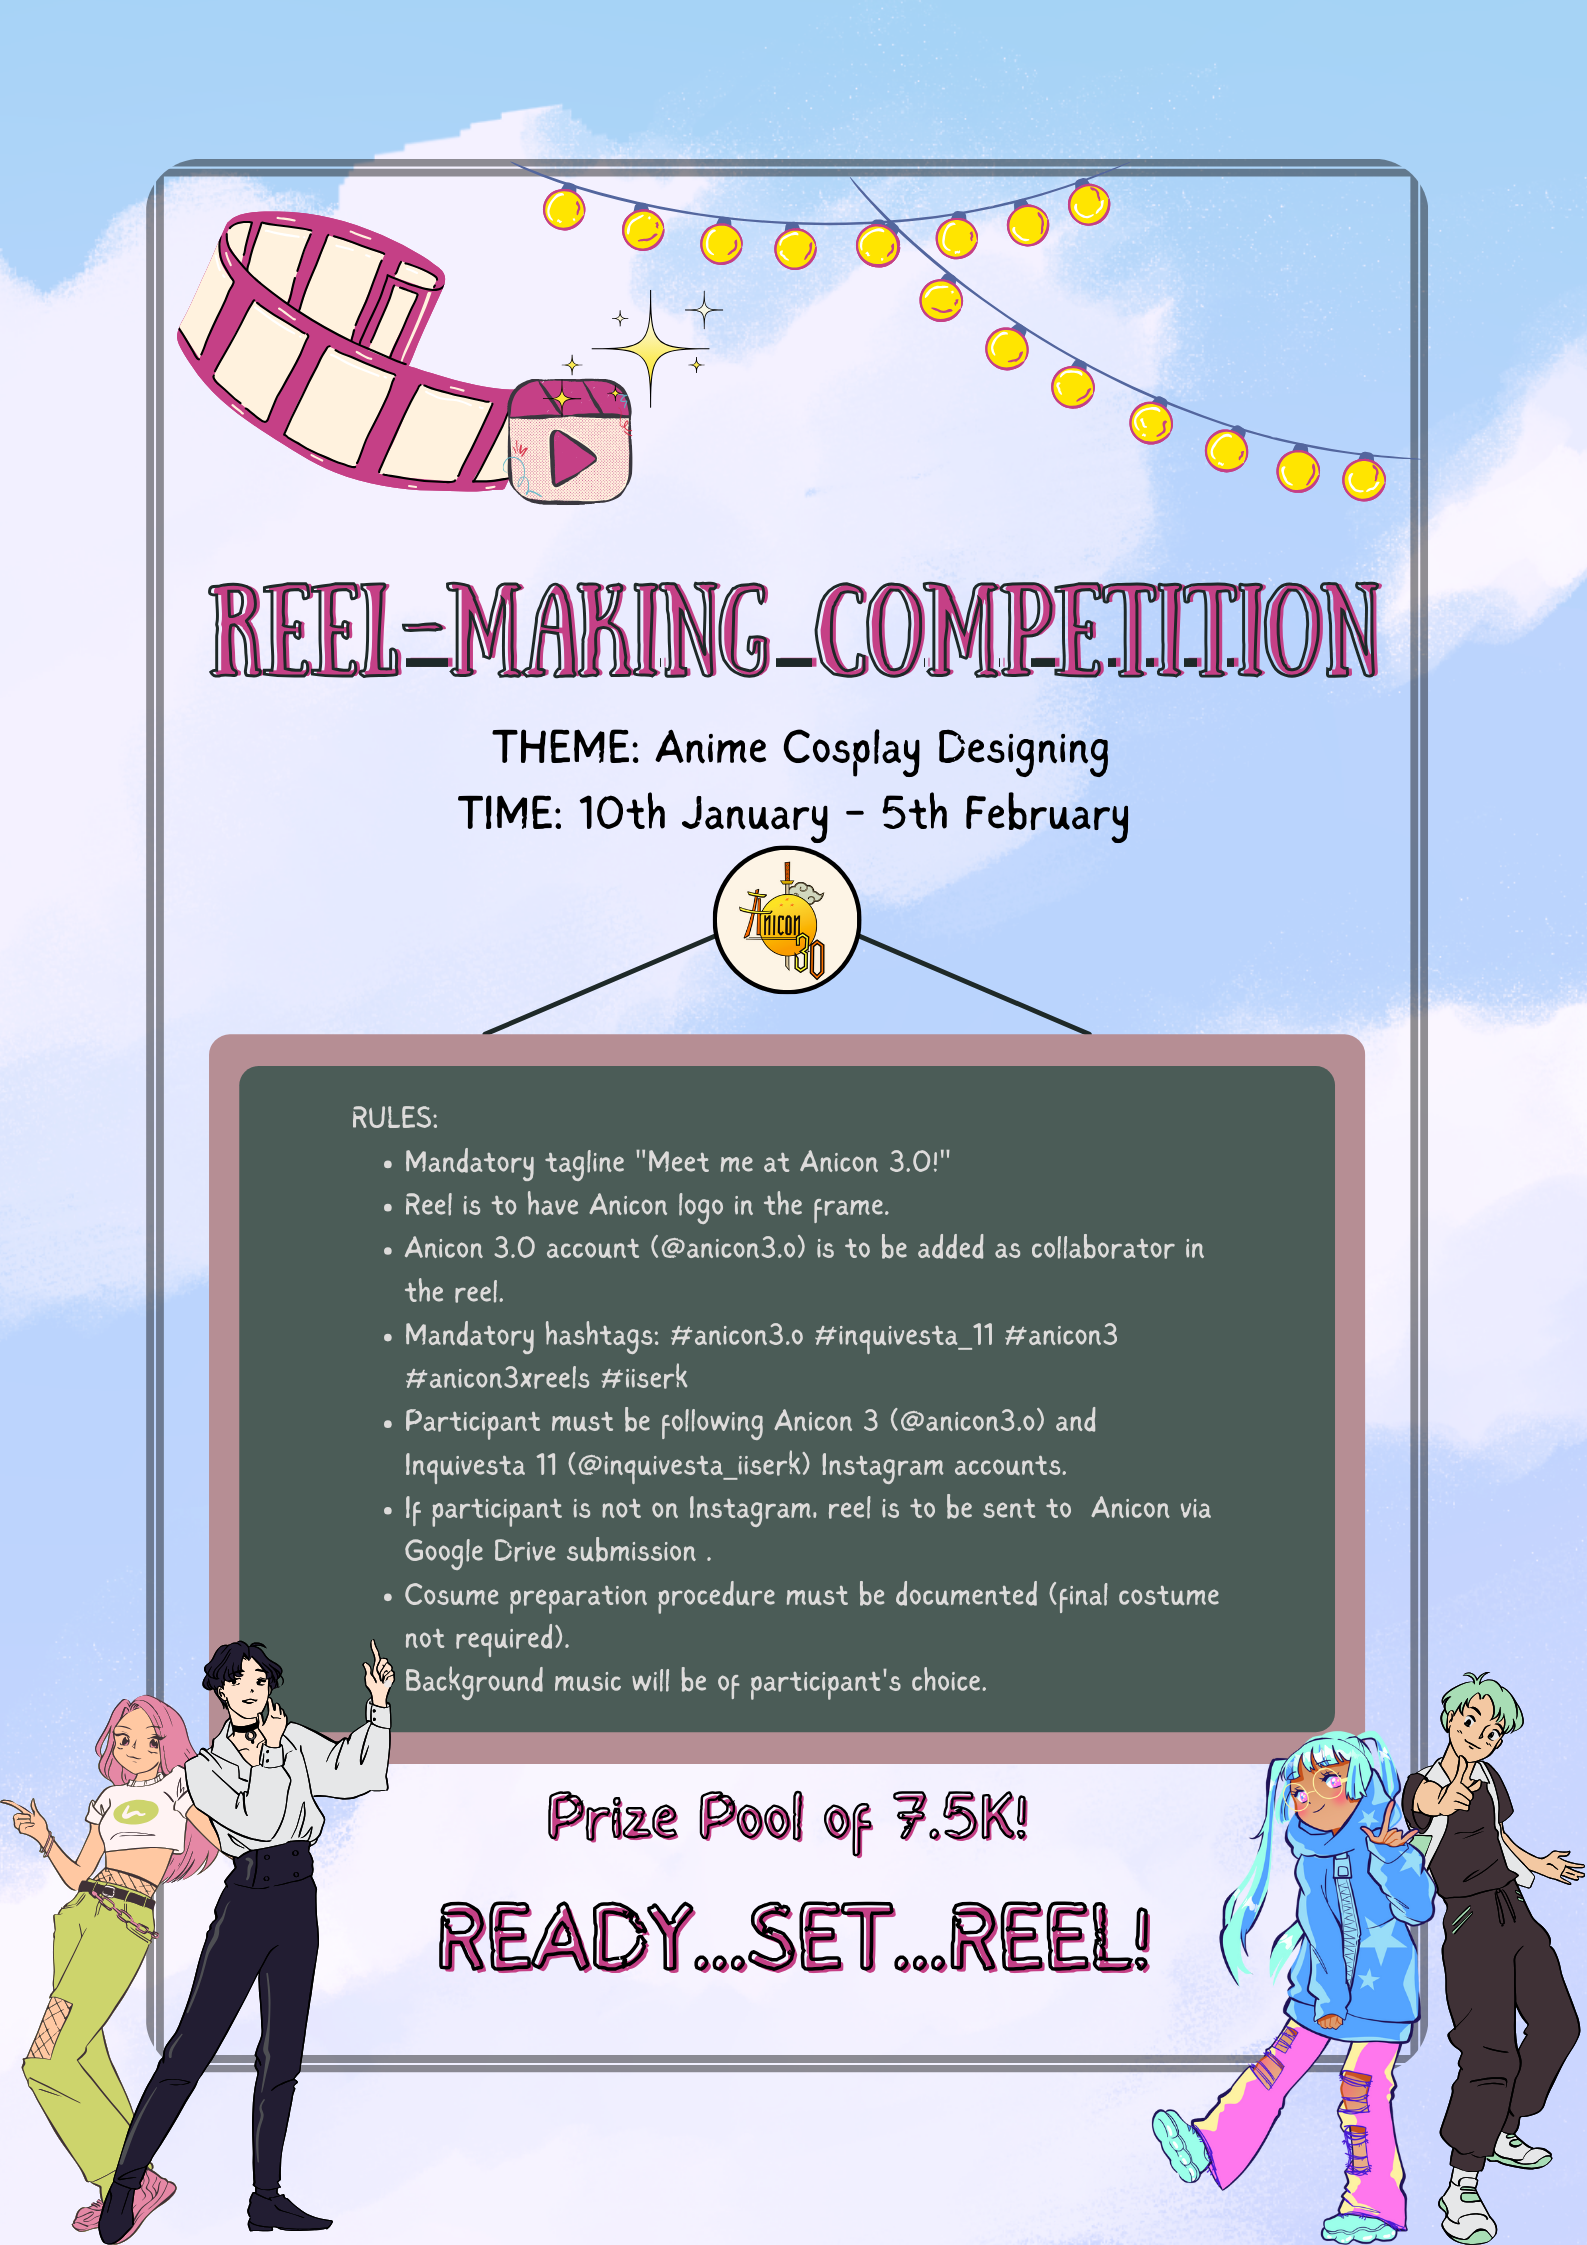 REEL-MAKING COMPETITION
THEME: Anime Cosplay Designing
TIME: 10th January - 5th February
ANICON
3.0
RULES:
• Mandatory tagline "Meet me at Anicon 3.0!"
• Reel is to have Anicon logo in the frame.
• Anicon 3.0 account (@anicon3.o) is to be added as collaborator in
the reel.
• Mandatory hashtags: #anicon3.o #inquivesta_11 #anicon3
#anicon3xreels #iiserk
• Participant must be following Anicon 3 (@anicon3.o) and
Inquivesta 11 (@inquivesta_iiserk) Instagram accounts.
• If participant is not on Instagram. reel is to be sent to  Anicon via
Google Drive submission .
• Cosume preparation procedure must be documented (final costume
not required).
Background music will be of participant's choice.
Prize Pool of 7.5K!
READY...SET...REEL!